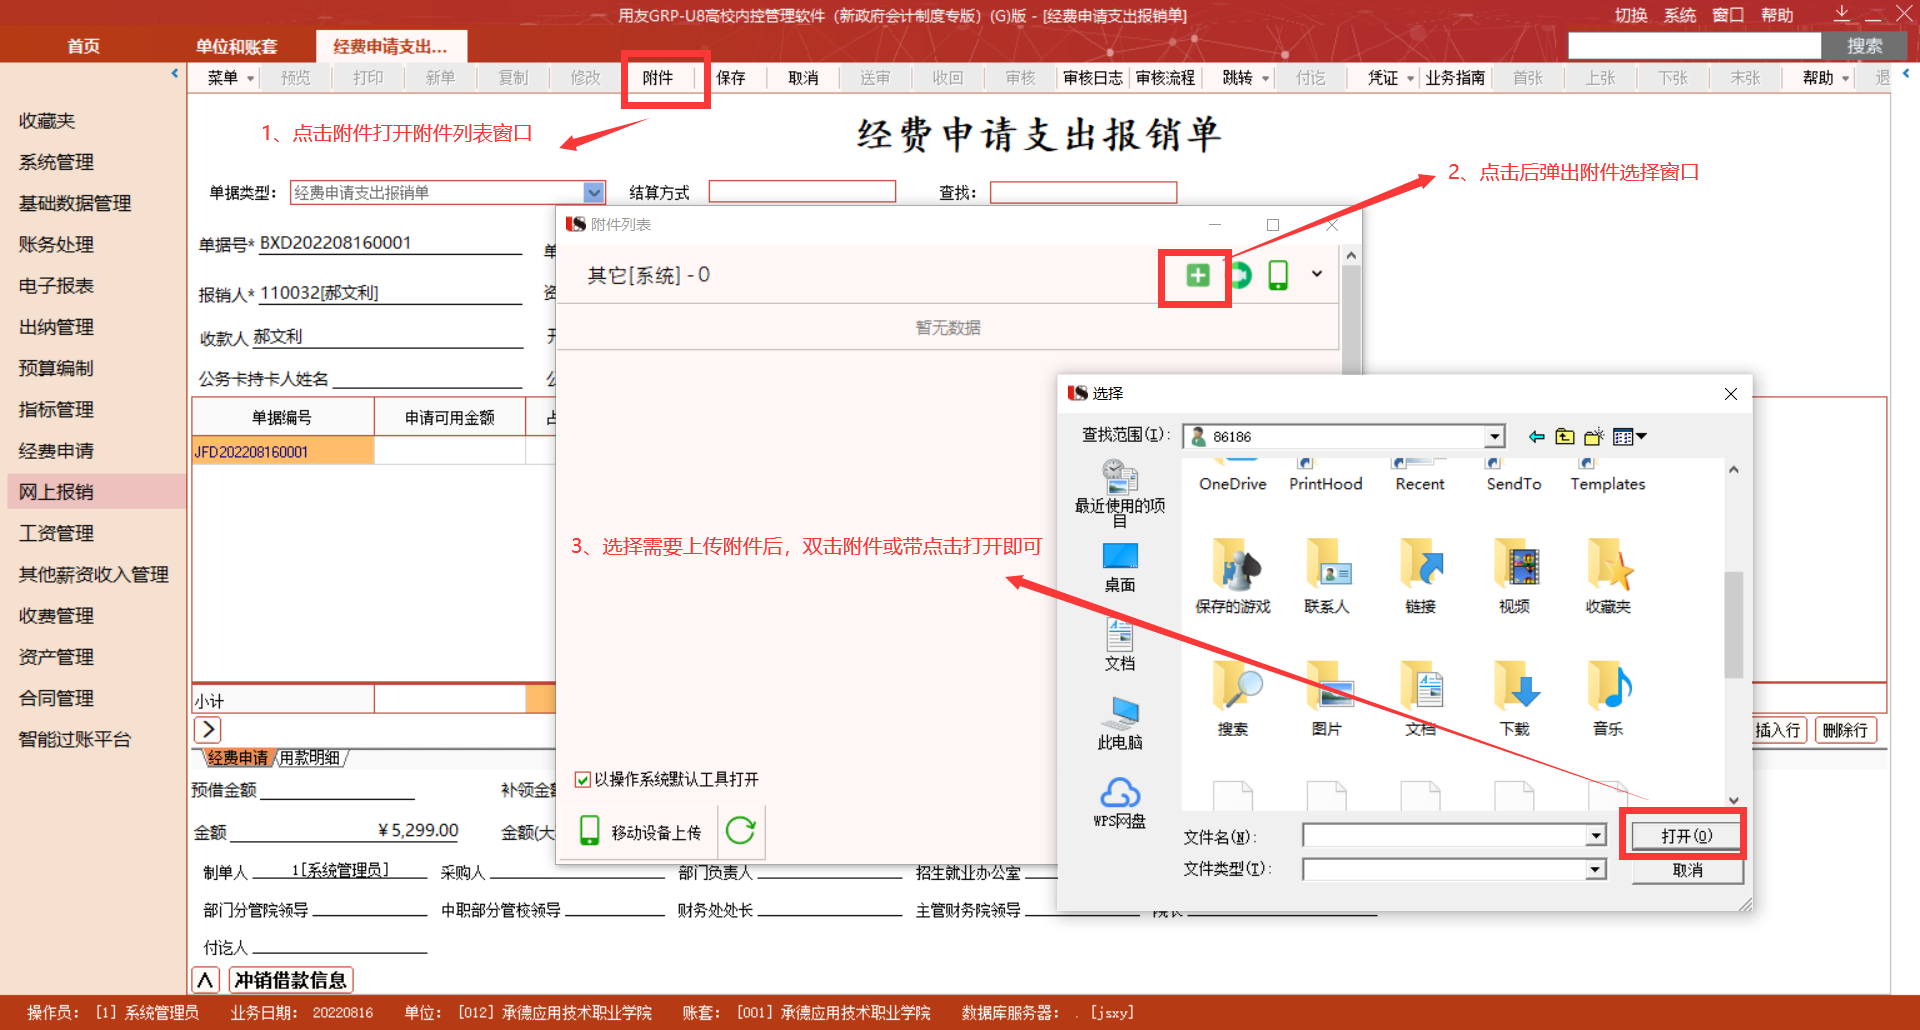 用友GRP-U8高校内控管理软件（新政府会计制度专版）(G)版 - [经费申请支出报销单]
切换 系统 窗口 帮助
首页 单位和账套 经费申请支出... 搜索
菜单 预览 打印 新单 复制 修改 附件 保存 取消 送审 收回 审核 审核日志 审核流程 跳转 付讫 凭证 业务指南 首张 上张 下张 末张 帮助 退
收藏夹
系统管理
基础数据管理
账务处理
电子报表
出纳管理
预算编制
指标管理
经费申请
网上报销
工资管理
其他薪资收入管理
收费管理
资产管理
合同管理
智能过账平台
1、点击附件打开附件列表窗口
经费申请支出报销单
2、点击后弹出附件选择窗口
单据类型： 经费申请支出报销单 结算方式 查找：
单据号* BXD202208160001
报销人* 110032[郝文利]
收款人 郝文利
公务卡持卡人姓名
单据编号 申请可用金额 占
JFD202208160001
小计
经费申请 用款明细
预借金额 补领金额
金额 ￥5,299.00 金额(大
制单人 1[系统管理员] 采购人 部门负责人 招生就业办公室
部门分管院领导 中职部分管校领导 财务处处长 主管财务院领导 院长
付讫人
冲销借款信息
插入行 删除行
附件列表
其它[系统] - 0
暂无数据
3、选择需要上传附件后，双击附件或带点击打开即可
以操作系统默认工具打开
移动设备上传
选择
查找范围(I)： 86186
最近使用的项目
桌面
文档
此电脑
WPS网盘
OneDrive PrintHood Recent SendTo Templates
保存的游戏 联系人 链接 视频 收藏夹
搜索 图片 文档 下载 音乐
文件名(N)： 打开(O)
文件类型(T)： 取消
操作员： [1] 系统管理员 业务日期： 20220816 单位： [012] 承德应用技术职业学院 账套： [001] 承德应用技术职业学院 数据库服务器： . [jsxy]